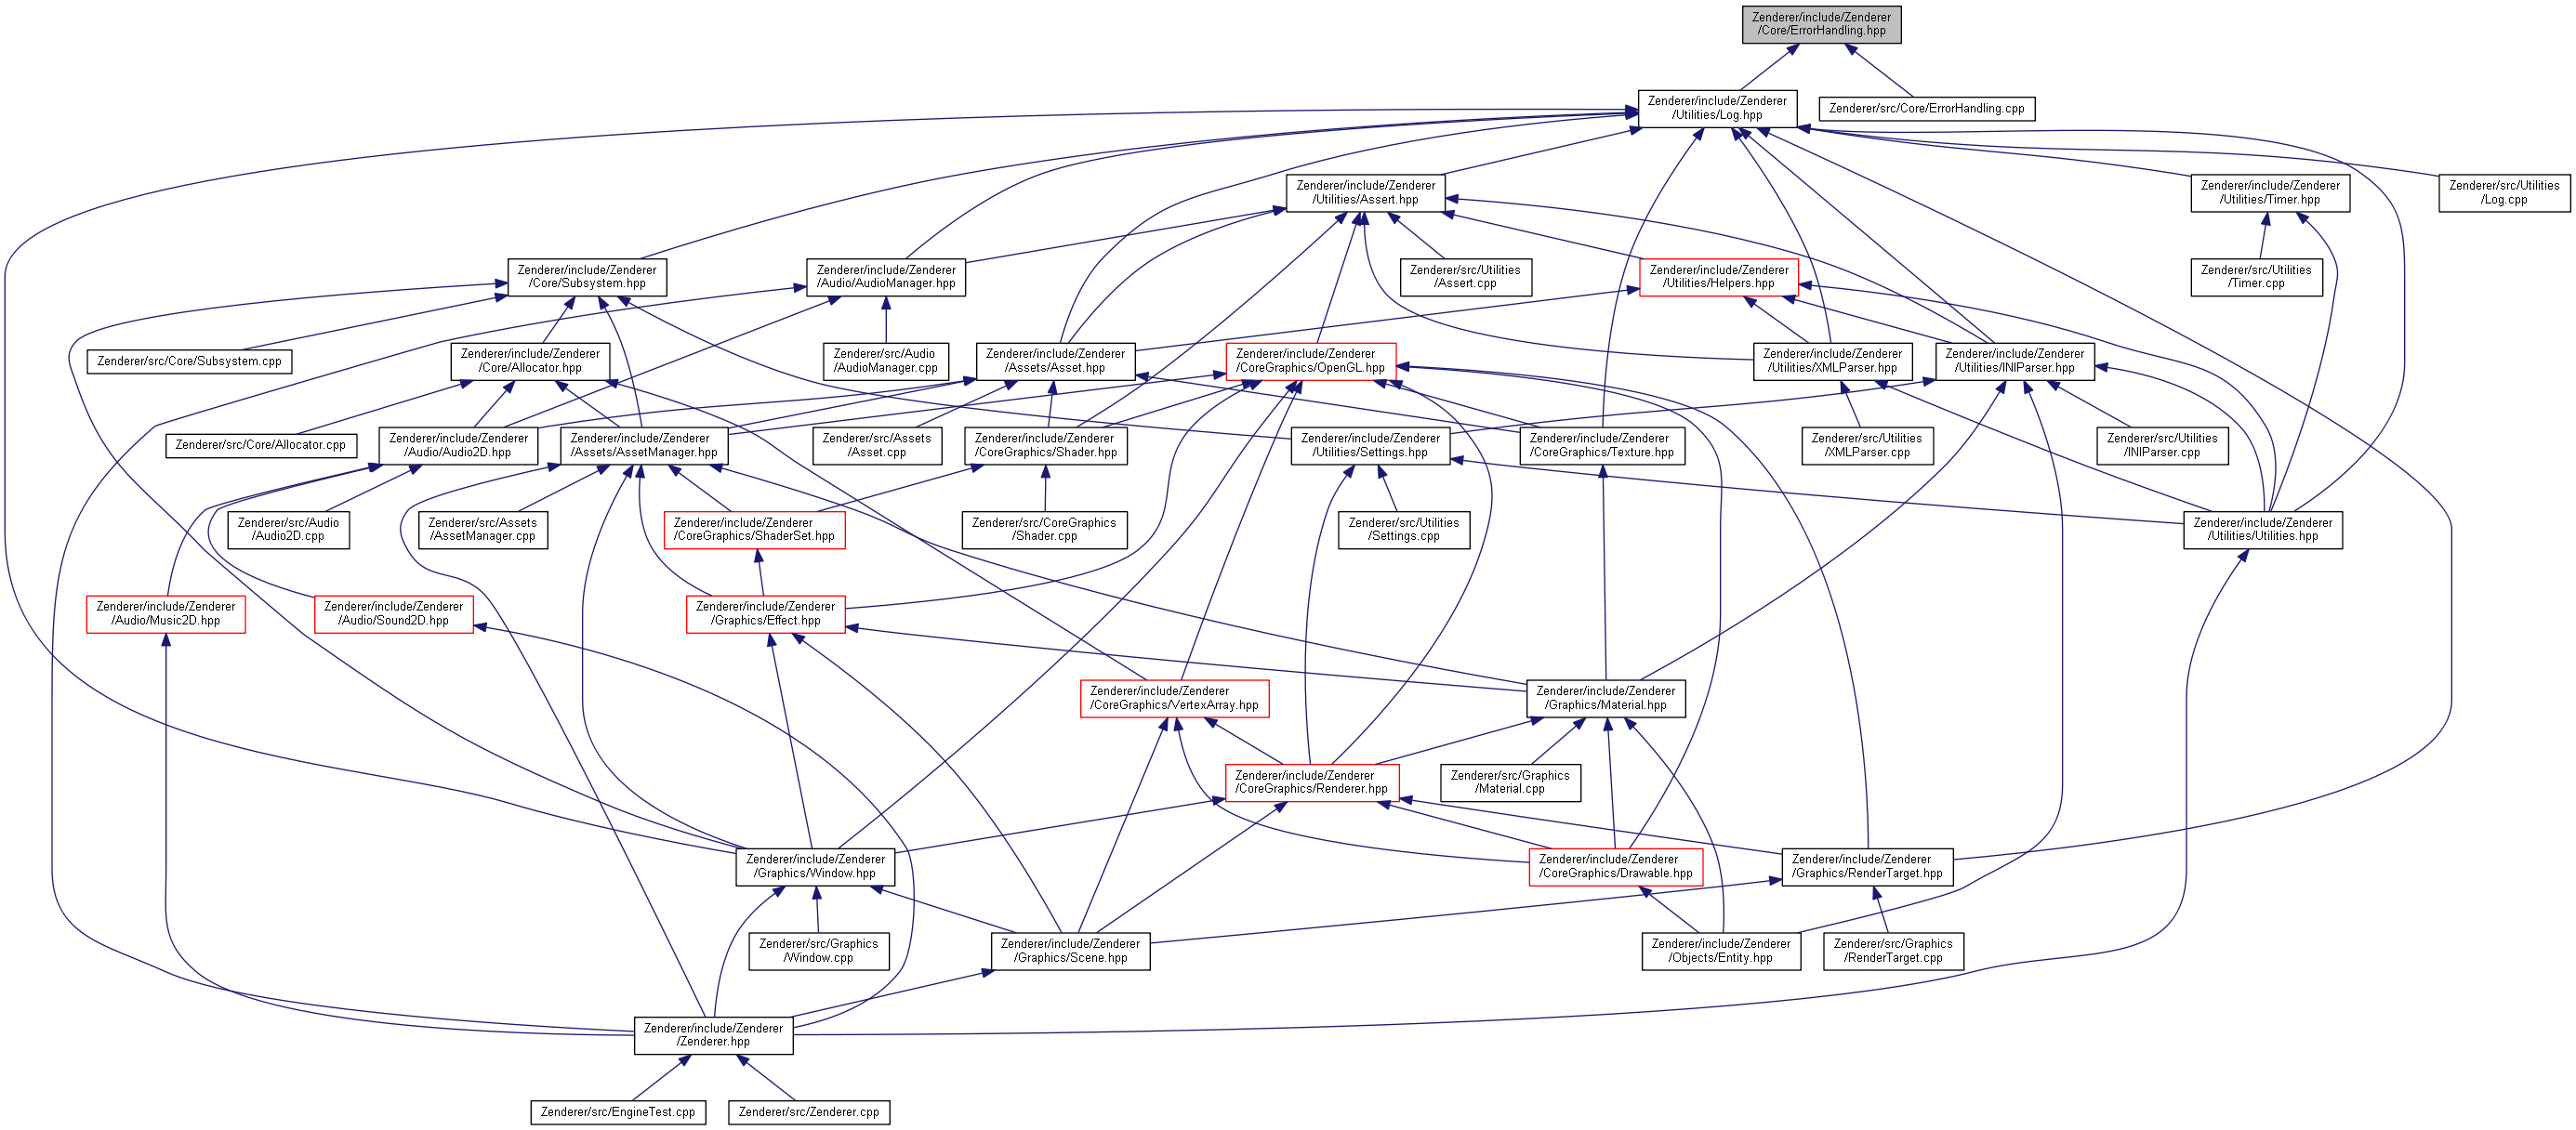 Zenderer/include/Zenderer
/Core/ErrorHandling.hpp
Zenderer/include/Zenderer
/Utilities/Log.hpp
Zenderer/src/Core/ErrorHandling.cpp
Zenderer/include/Zenderer
/Utilities/Assert.hpp
Zenderer/include/Zenderer
/Utilities/Timer.hpp
Zenderer/src/Utilities
/Log.cpp
Zenderer/include/Zenderer
/Core/Subsystem.hpp
Zenderer/include/Zenderer
/Audio/AudioManager.hpp
Zenderer/src/Utilities
/Assert.cpp
Zenderer/include/Zenderer
/Utilities/Helpers.hpp
Zenderer/src/Utilities
/Timer.cpp
Zenderer/src/Core/Subsystem.cpp
Zenderer/include/Zenderer
/Core/Allocator.hpp
Zenderer/src/Audio
/AudioManager.cpp
Zenderer/include/Zenderer
/Assets/Asset.hpp
Zenderer/include/Zenderer
/CoreGraphics/OpenGL.hpp
Zenderer/include/Zenderer
/Utilities/XMLParser.hpp
Zenderer/include/Zenderer
/Utilities/INIParser.hpp
Zenderer/src/Core/Allocator.cpp
Zenderer/include/Zenderer
/Audio/Audio2D.hpp
Zenderer/include/Zenderer
/Assets/AssetManager.hpp
Zenderer/src/Assets
/Asset.cpp
Zenderer/include/Zenderer
/CoreGraphics/Shader.hpp
Zenderer/include/Zenderer
/Utilities/Settings.hpp
Zenderer/include/Zenderer
/CoreGraphics/Texture.hpp
Zenderer/src/Utilities
/XMLParser.cpp
Zenderer/src/Utilities
/INIParser.cpp
Zenderer/src/Audio
/Audio2D.cpp
Zenderer/src/Assets
/AssetManager.cpp
Zenderer/include/Zenderer
/CoreGraphics/ShaderSet.hpp
Zenderer/src/CoreGraphics
/Shader.cpp
Zenderer/src/Utilities
/Settings.cpp
Zenderer/include/Zenderer
/Utilities/Utilities.hpp
Zenderer/include/Zenderer
/Audio/Music2D.hpp
Zenderer/include/Zenderer
/Audio/Sound2D.hpp
Zenderer/include/Zenderer
/Graphics/Effect.hpp
Zenderer/include/Zenderer
/CoreGraphics/VertexArray.hpp
Zenderer/include/Zenderer
/Graphics/Material.hpp
Zenderer/include/Zenderer
/CoreGraphics/Renderer.hpp
Zenderer/src/Graphics
/Material.cpp
Zenderer/include/Zenderer
/Graphics/Window.hpp
Zenderer/include/Zenderer
/CoreGraphics/Drawable.hpp
Zenderer/include/Zenderer
/Graphics/RenderTarget.hpp
Zenderer/src/Graphics
/Window.cpp
Zenderer/include/Zenderer
/Graphics/Scene.hpp
Zenderer/include/Zenderer
/Objects/Entity.hpp
Zenderer/src/Graphics
/RenderTarget.cpp
Zenderer/include/Zenderer
/Zenderer.hpp
Zenderer/src/EngineTest.cpp
Zenderer/src/Zenderer.cpp